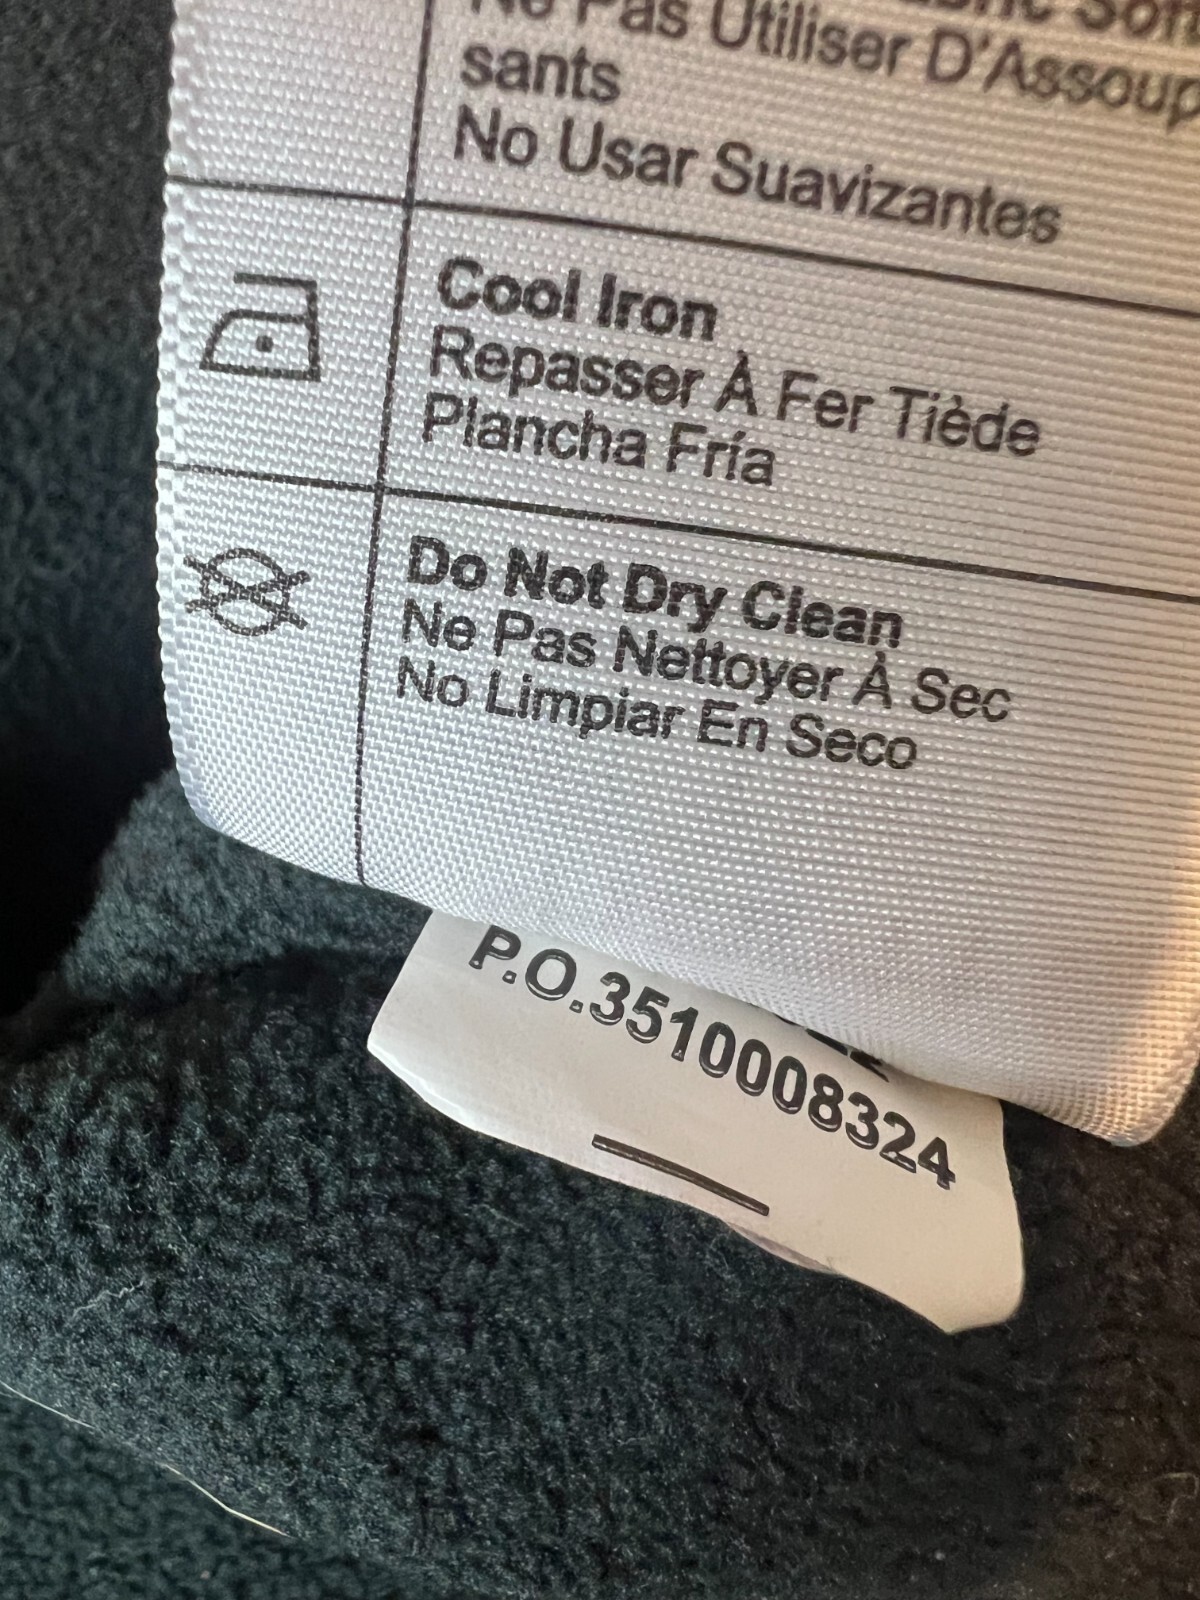 Ne Pas Utiliser D'Assoup
sants
No Usar Suavizantes
Cool Iron
Repasser À Fer Tiède
Plancha Fría
Do Not Dry Clean
Ne Pas Nettoyer À Sec
No Limpiar En Seco
P.O.3510008324